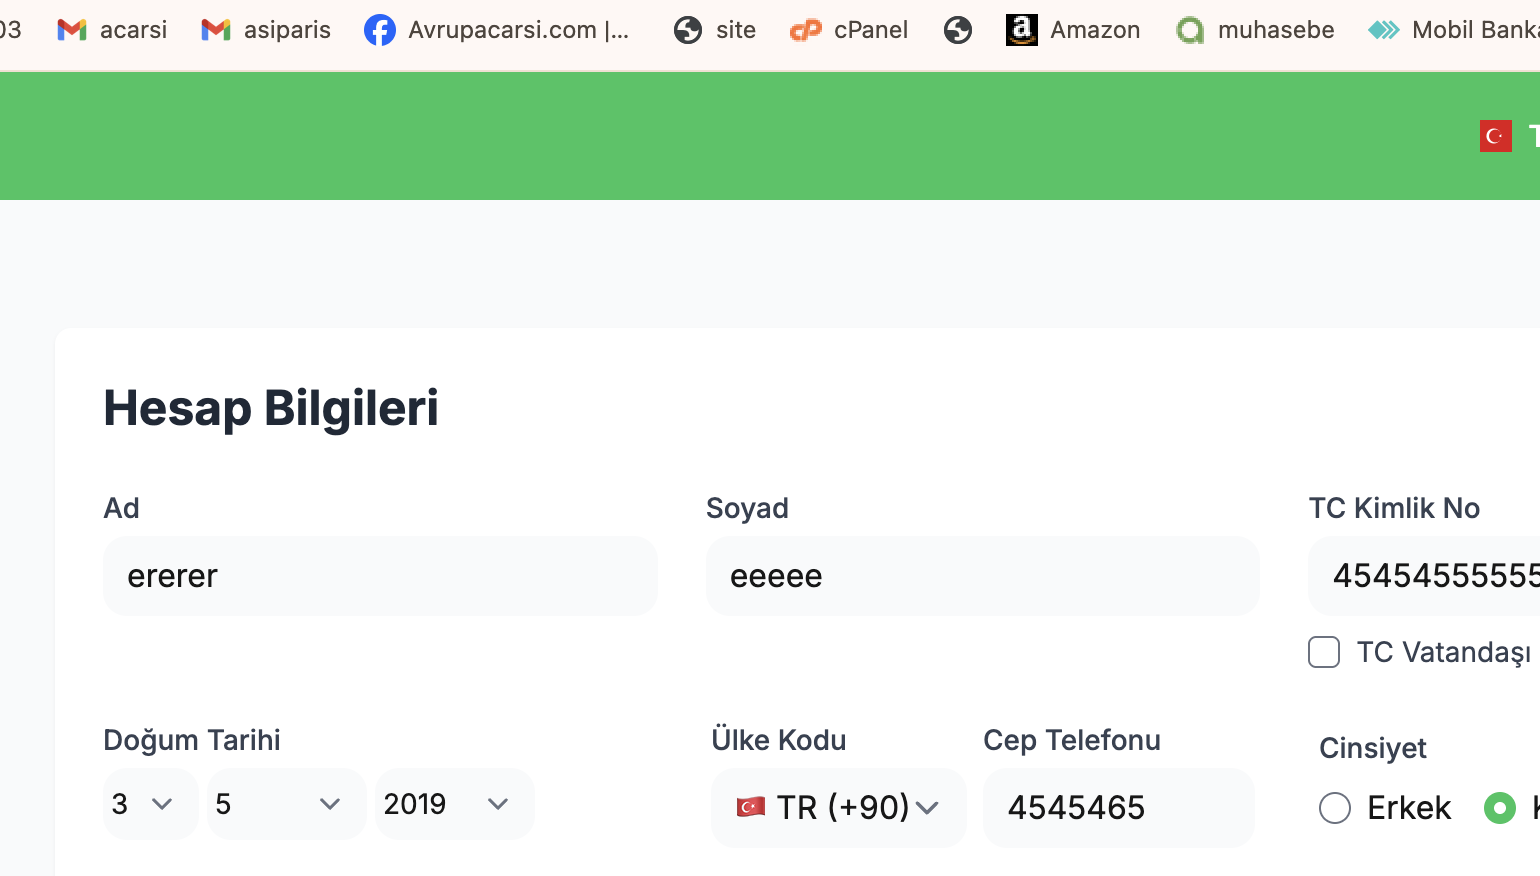 03 acarsi asiparis Avrupacarsi.com |... site cPanel Amazon muhasebe Mobil Banka
Hesap Bilgileri
Ad Soyad TC Kimlik No
ererer eeeee 45454555555
TC Vatandaşı
Doğum Tarihi Ülke Kodu Cep Telefonu Cinsiyet
3 5 2019 TR (+90) 4545465 Erkek